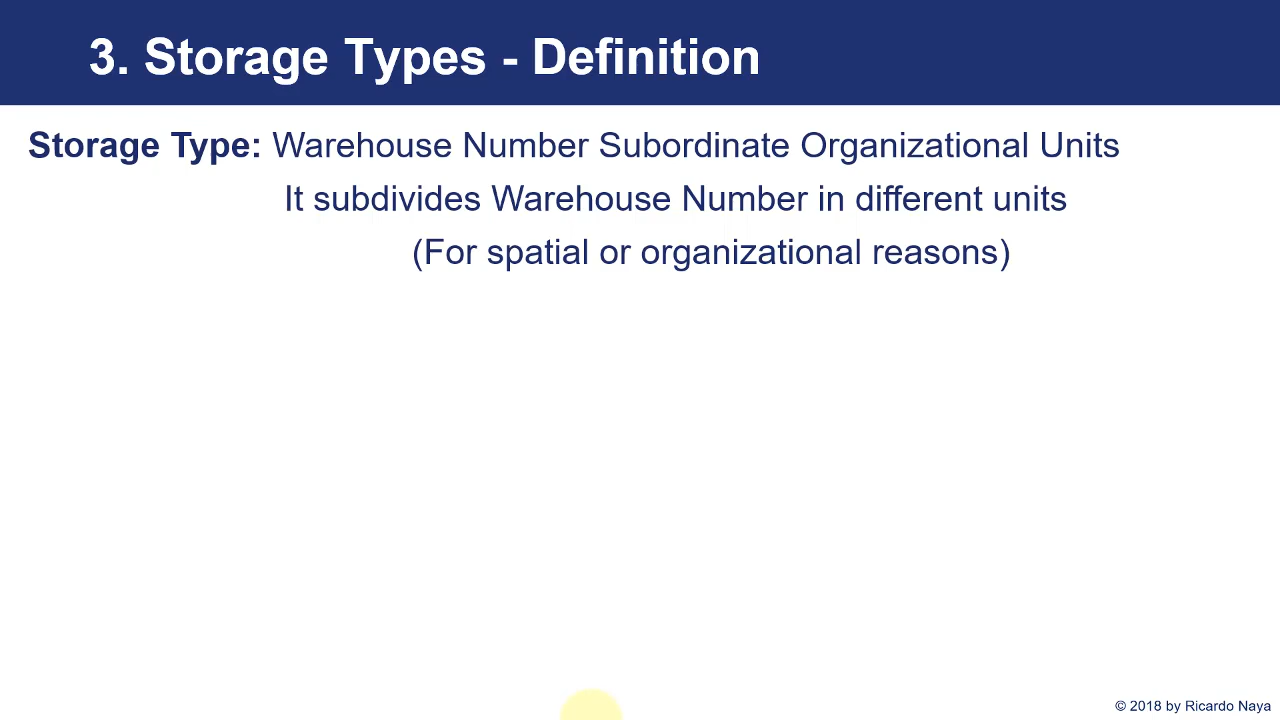 3. Storage Types - Definition
Storage Type: Warehouse Number Subordinate Organizational Units
It subdivides Warehouse Number in different units
(For spatial or organizational reasons)
© 2018 by Ricardo Naya